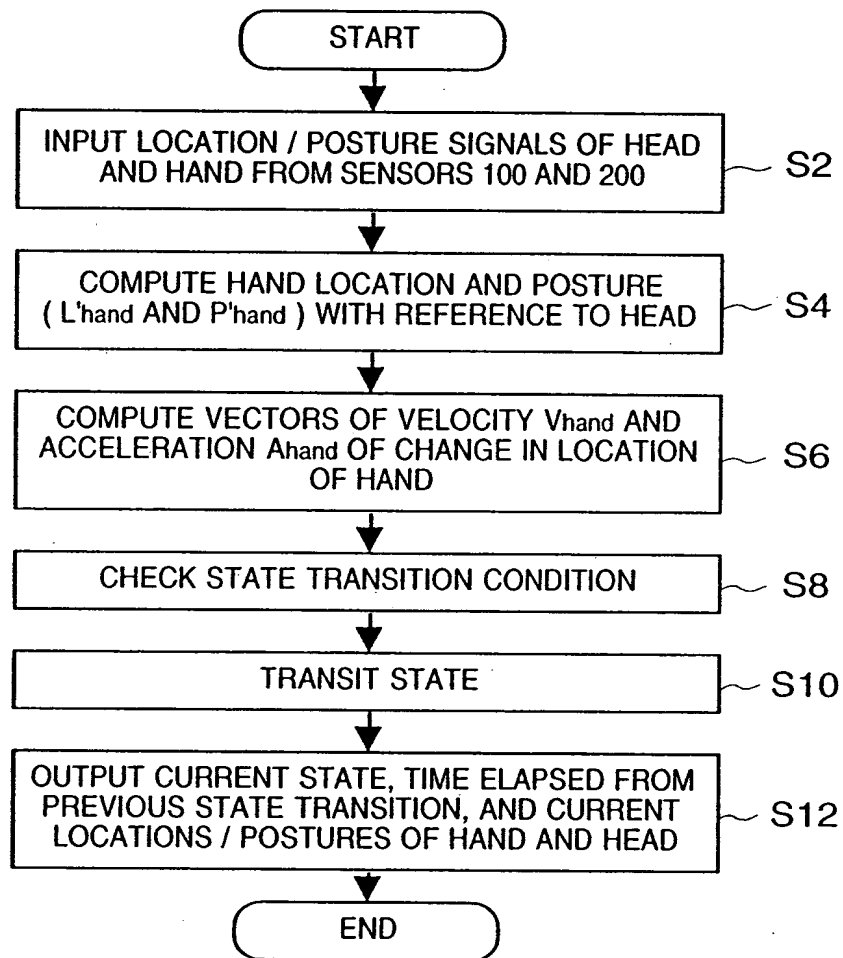 START
INPUT LOCATION / POSTURE SIGNALS OF HEAD
AND HAND FROM SENSORS 100 AND 200
S2
COMPUTE HAND LOCATION AND POSTURE
( L'hand AND P'hand ) WITH REFERENCE TO HEAD
S4
COMPUTE VECTORS OF VELOCITY Vhand AND
ACCELERATION Ahand OF CHANGE IN LOCATION
OF HAND
S6
CHECK STATE TRANSITION CONDITION
S8
TRANSIT STATE
S10
OUTPUT CURRENT STATE, TIME ELAPSED FROM
PREVIOUS STATE TRANSITION, AND CURRENT
LOCATIONS / POSTURES OF HAND AND HEAD
S12
END